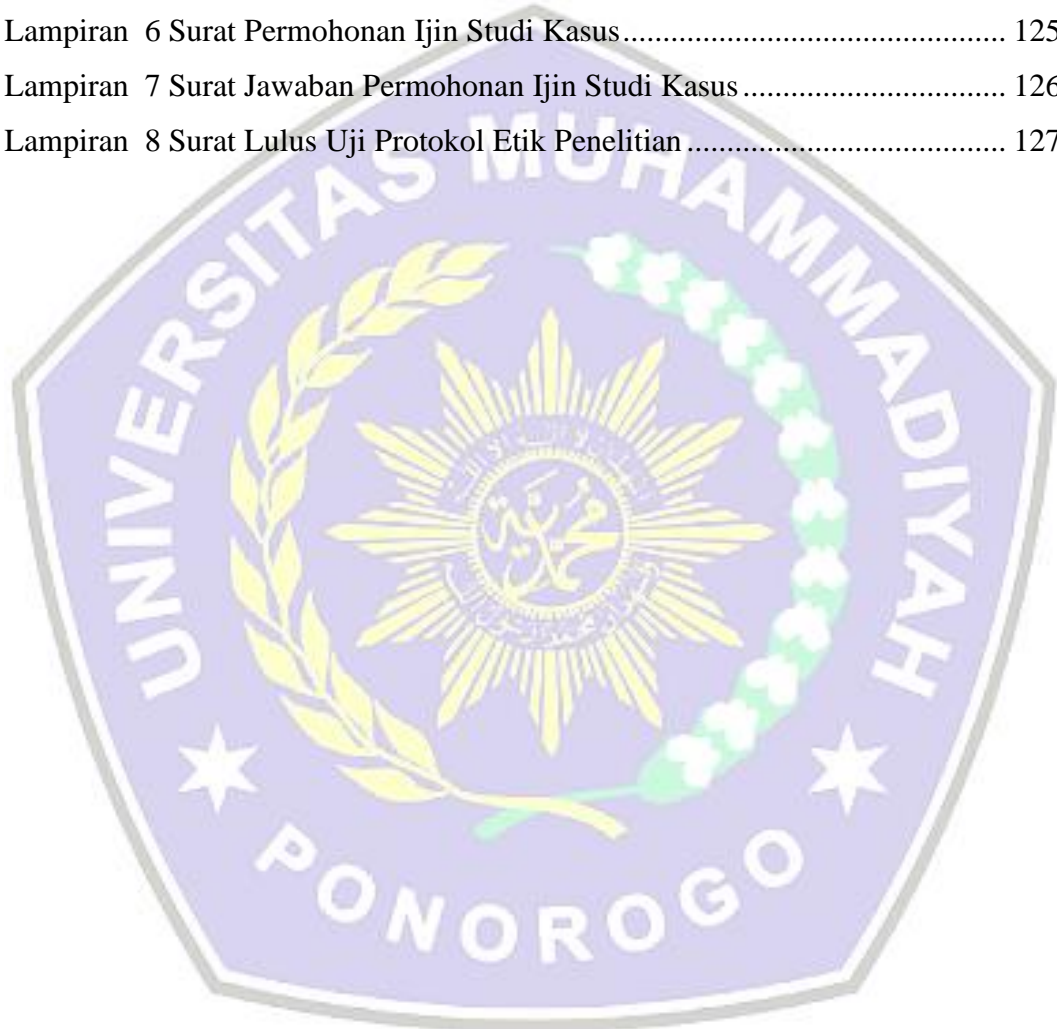 Lampiran  6 Surat Permohonan Ijin Studi Kasus................................................ 125
Lampiran  7 Surat Jawaban Permohonan Ijin Studi Kasus................................. 126
Lampiran  8 Surat Lulus Uji Protokol Etik Penelitian........................................ 127
UNIVERSITAS MUHAMMADIYAH
PONOROGO